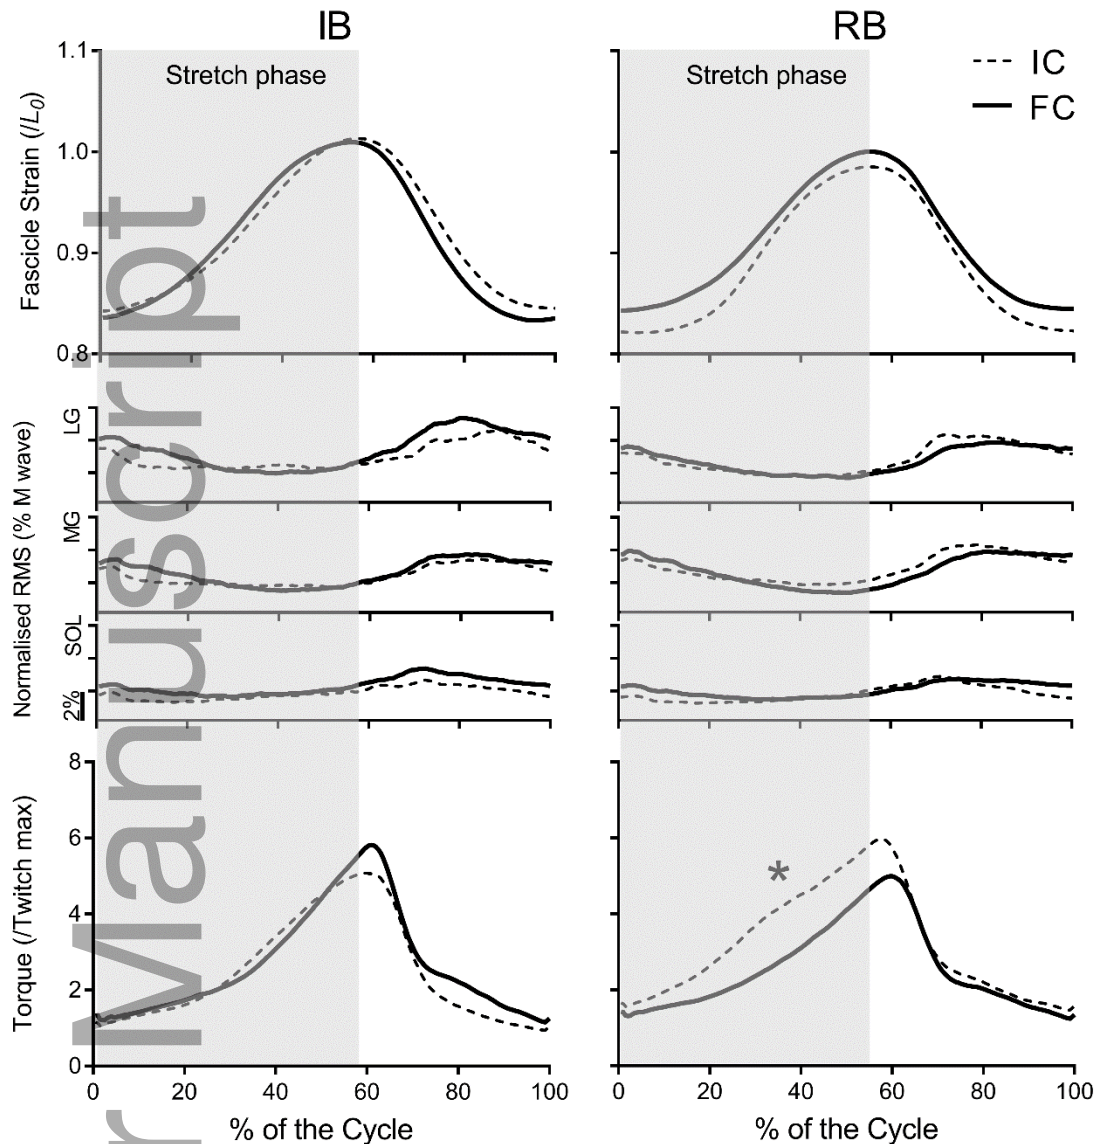 IB
RB
1.1
1.0
0.9
0.8
Fascicle Strain (/L0)
Stretch phase
Stretch phase
IC
FC
Normalised RMS (% M wave)
LG
MG
SOL
2%
Torque (/Twitch max)
8
6
4
2
0
*
0 20 40 60 80 100
0 20 40 60 80 100
% of the Cycle
% of the Cycle
r Manuscript